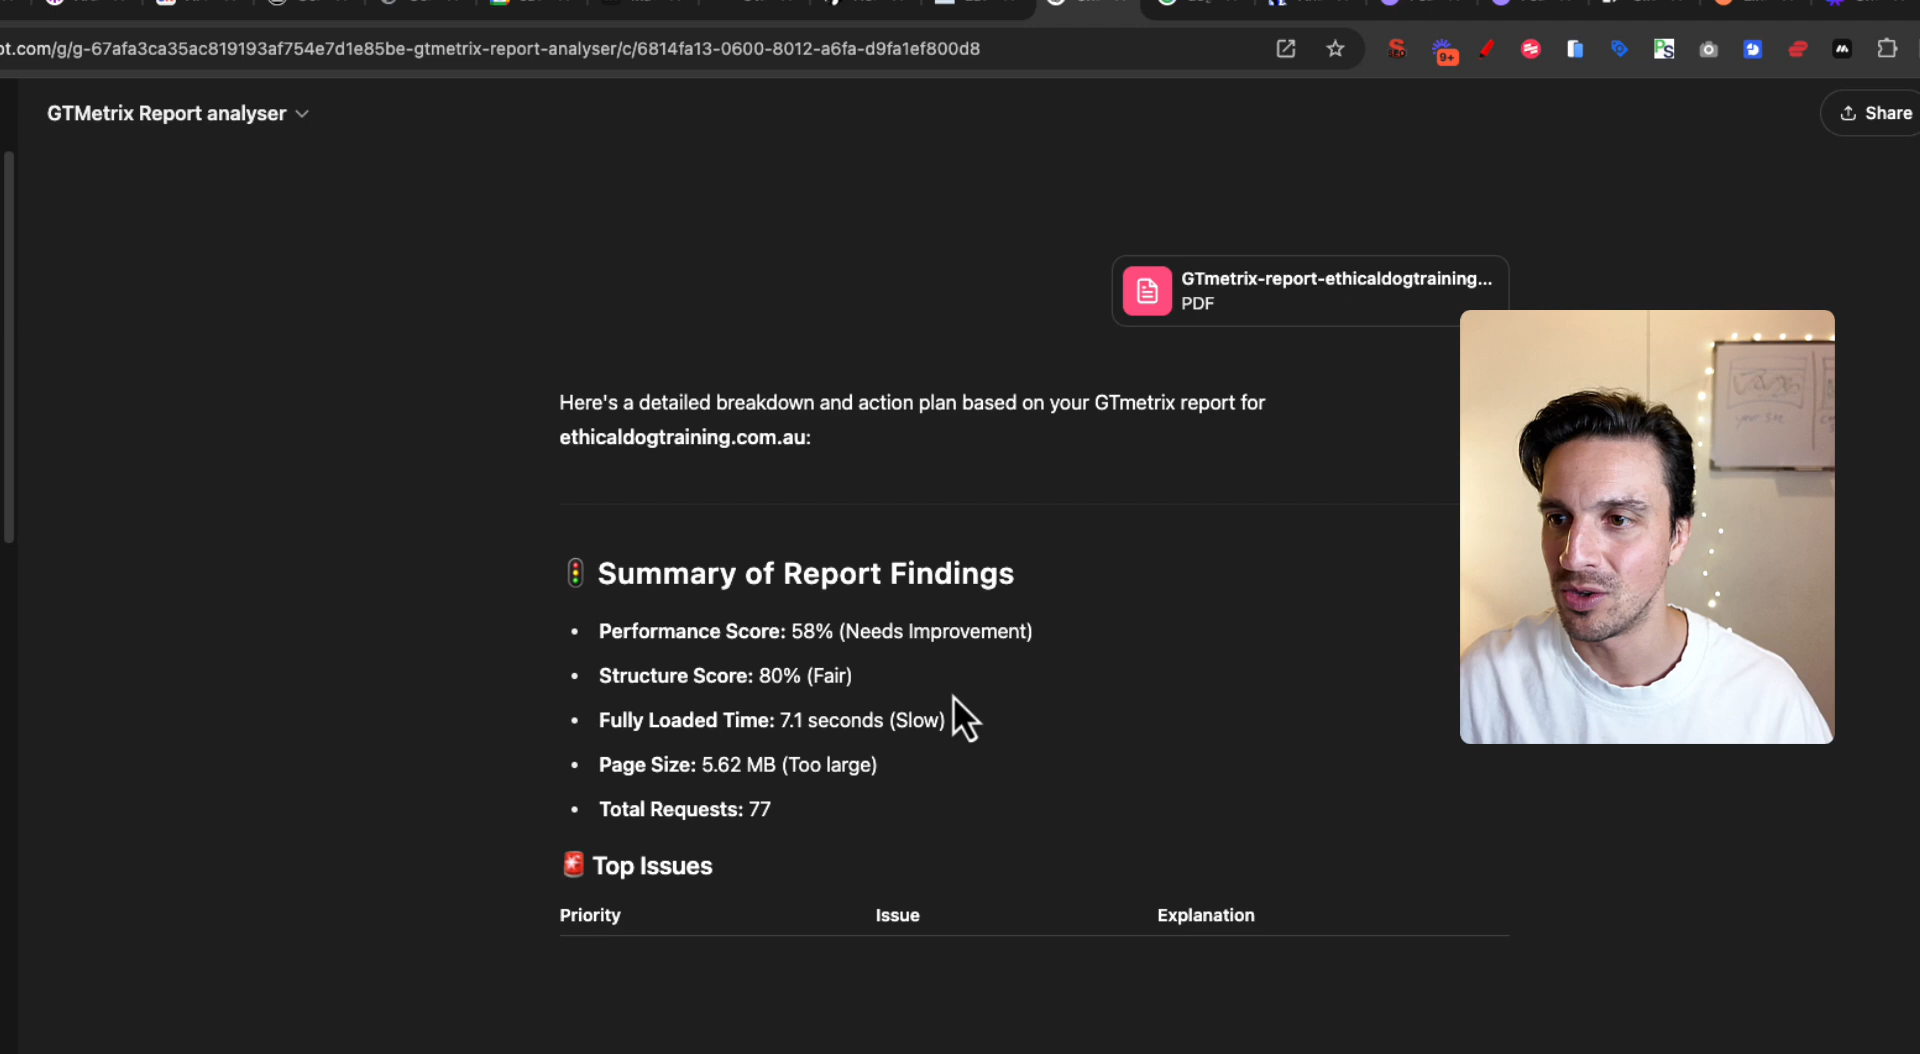 ot.com/g/g-67afa3ca35ac819193af754e7d1e85be-gtmetrix-report-analyser/c/6814fa13-0600-8012-a6fa-d9fa1ef800d8
9+
GTMetrix Report analyser
Share
GTmetrix-report-ethicaldogtraining...
PDF
Here's a detailed breakdown and action plan based on your GTmetrix report for
ethicaldogtraining.com.au:
Summary of Report Findings
• Performance Score: 58% (Needs Improvement)
• Structure Score: 80% (Fair)
• Fully Loaded Time: 7.1 seconds (Slow)
• Page Size: 5.62 MB (Too large)
• Total Requests: 77
Top Issues
Priority Issue Explanation